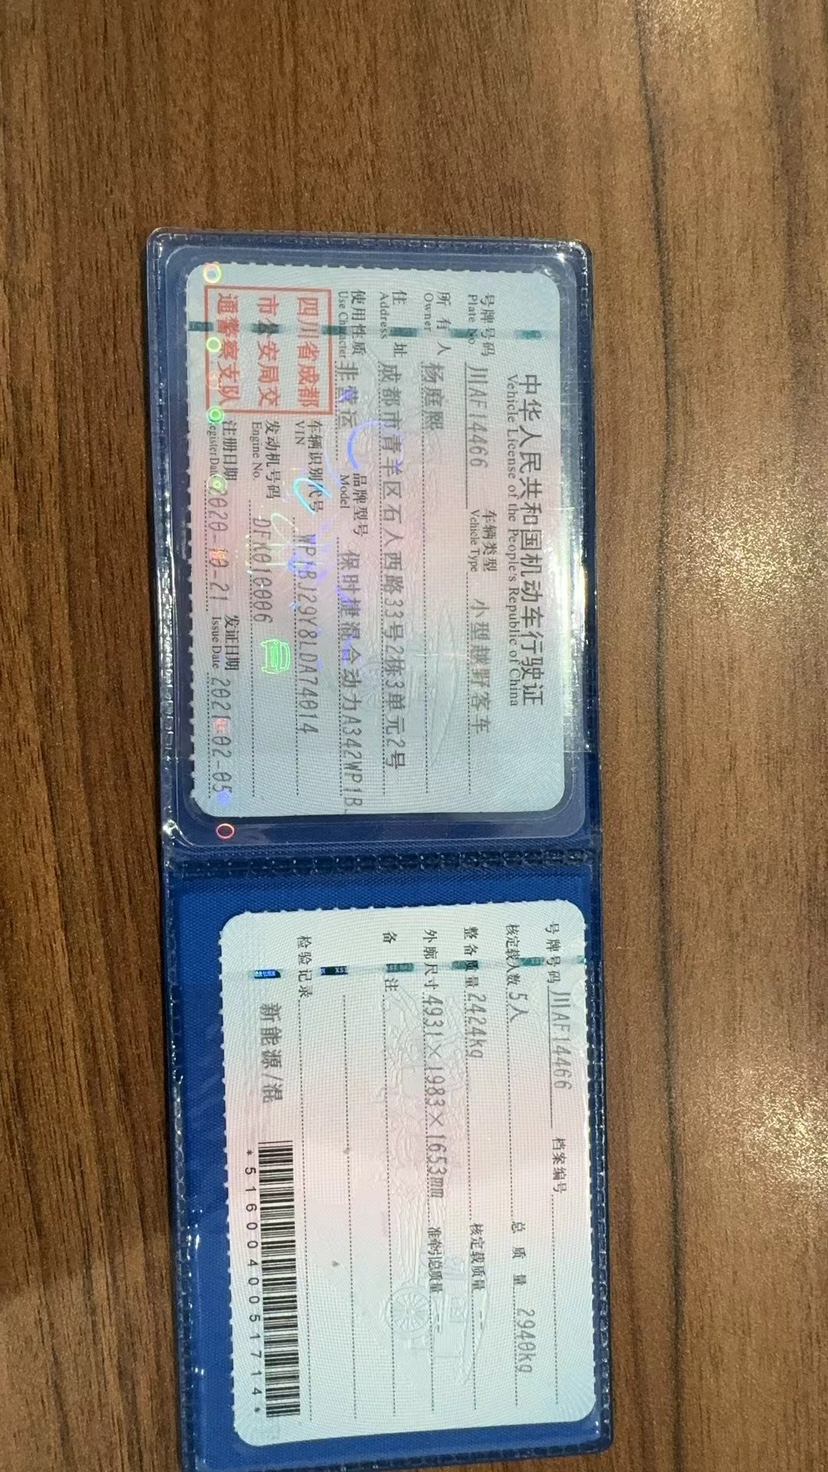 中华人民共和国机动车行驶证
Vehicle License of the People's Republic of China
号牌号码 川AF14466 车辆类型 小型越野客车
Plate No. Vehicle Type
所有人 杨庭熙
Owner
住址 成都市青羊区石人西路33号2栋3单元2号
Address
使用性质 非营运 品牌型号 保时捷混合动力A342WP1BJ
Use Character Model
四川省成都
市公安局交
通警察支队
车辆识别代号 WP1BJ29Y8LDA74014
VIN
发动机号码 DFK010006
Engine No.
注册日期 2020-10-21 发证日期 2021-02-05
Register Date Issue Date
号牌号码 川AF14466 档案编号
核定载人数 5人 总质量 2940kg
整备质量 2424kg 核定载质量 --
外廓尺寸 4931×1983×1653mm 准牵引总质量 --
备注
检验记录
新能源/混
*5160040051714*